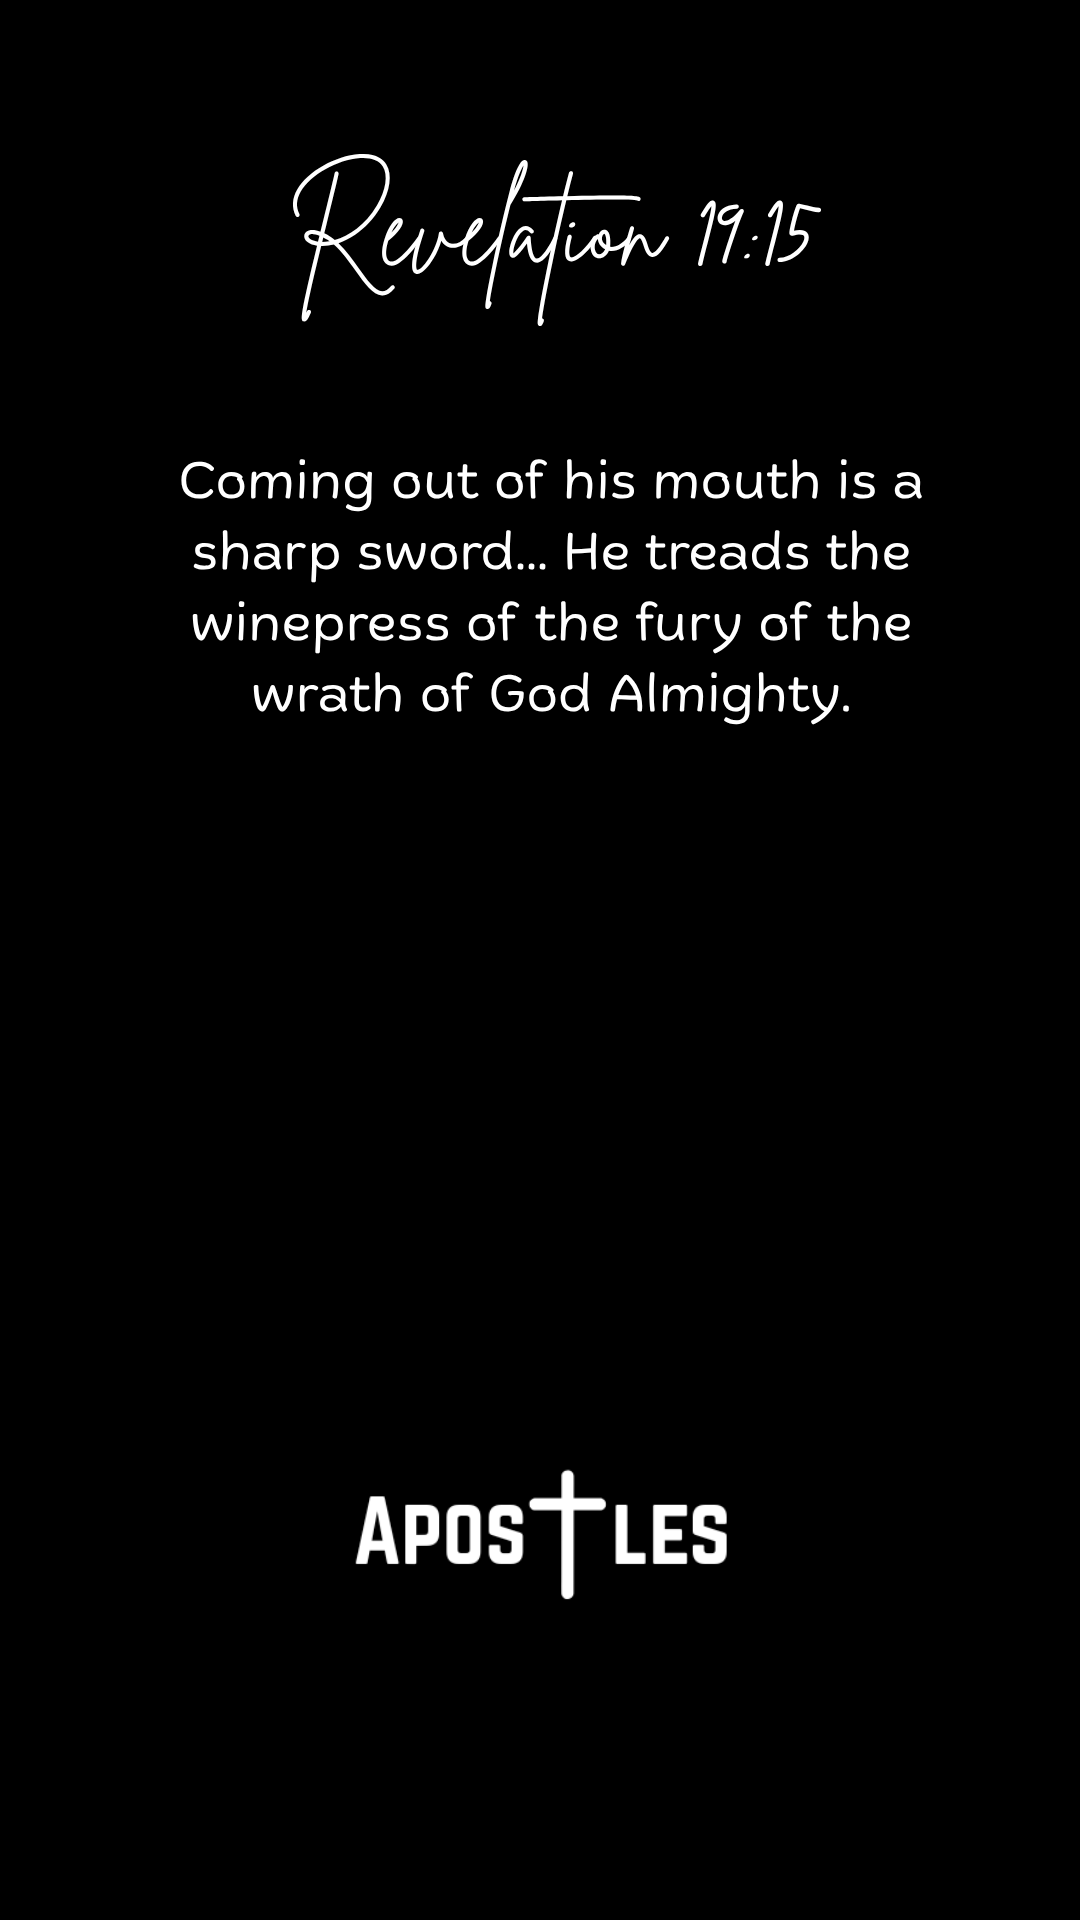 Revelation 19:15
Coming out of his mouth is a
sharp sword... He treads the
winepress of the fury of the
wrath of God Almighty.
APOSTLES